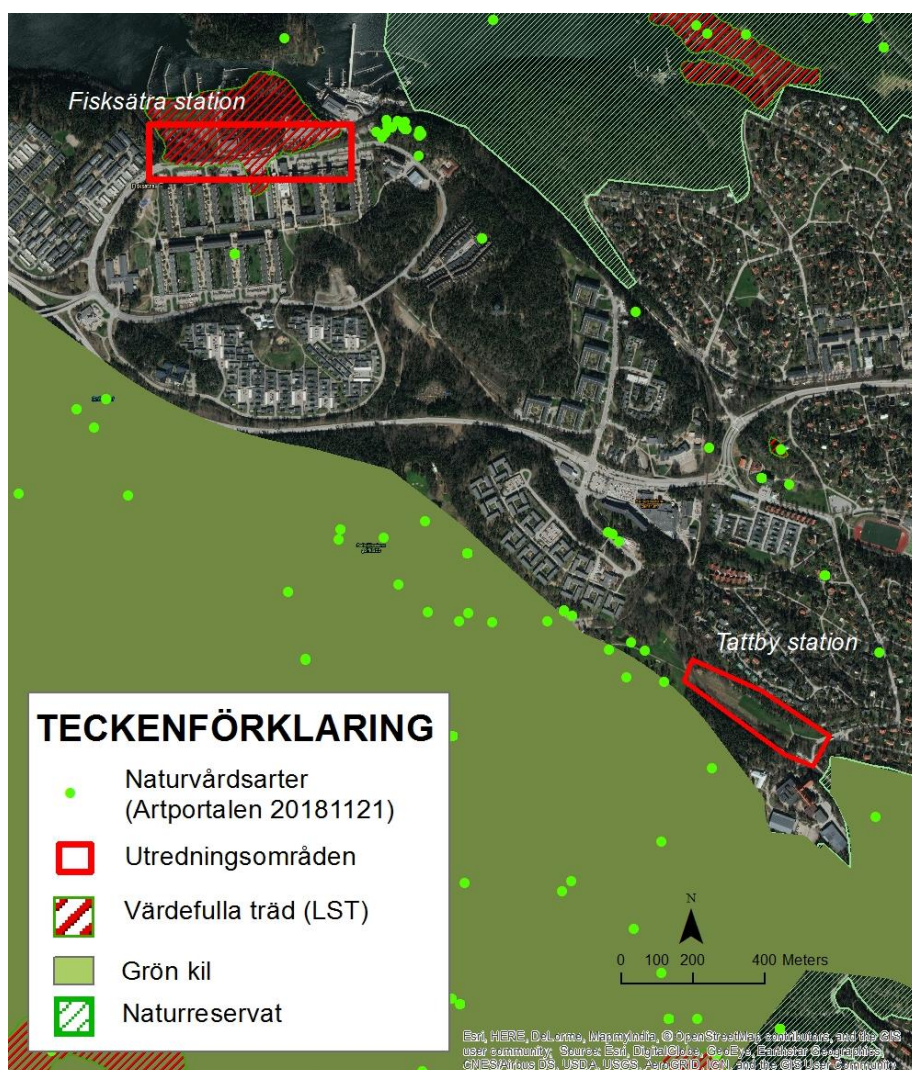 Fisksätra station
Tattby station
TECKENFÖRKLARING
Naturvårdsarter
(Artportalen 20181121)
Utredningsområden
Värdefulla träd (LST)
Grön kil
Naturreservat
N
0 100 200 400 Meters
Esri, HERE, DeLorme, MapmyIndia, © OpenStreetMap contributors, and the GIS
user community, Source: Esri, DigitalGlobe, GeoEye, Earthstar Geographics,
CNES/Airbus DS, USDA, USGS, AeroGRID, IGN, and the GIS User Community